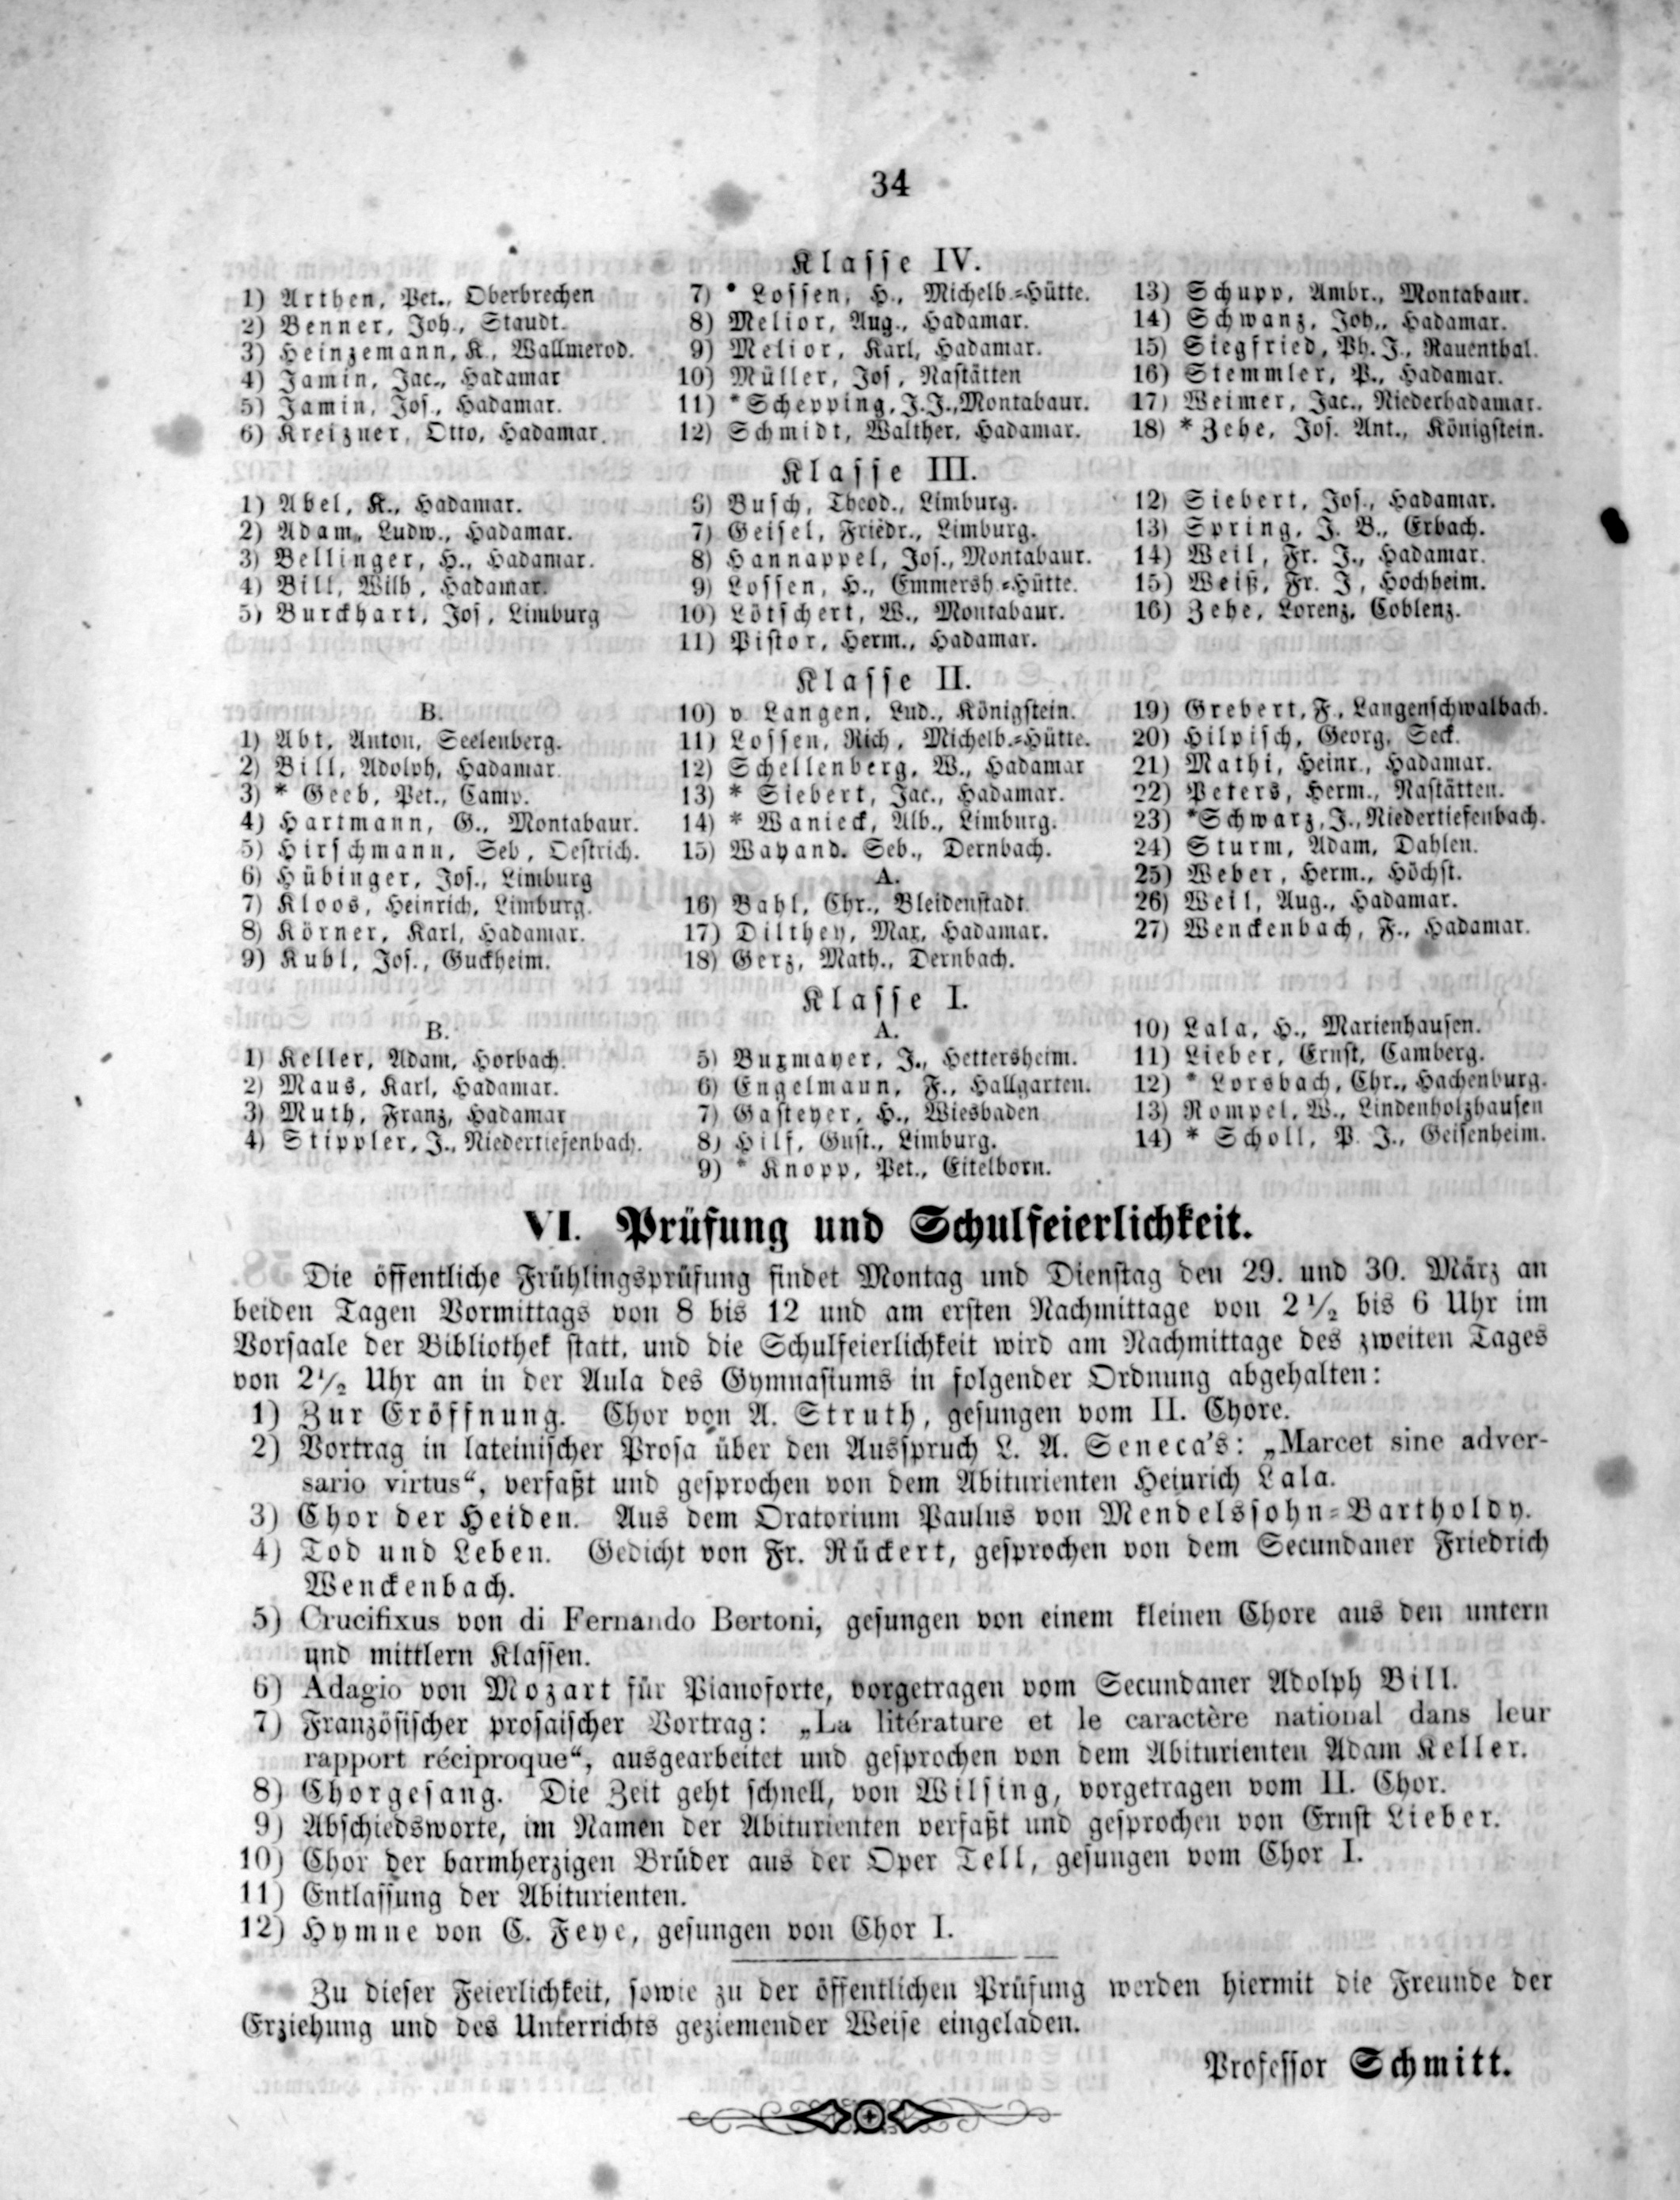 34
Klasse IV.
1) Arthen, Pet., Oberbrechen
2) Benner, Joh., Staudt.
3) Heinzemann, K., Wallmerod.
4) Jamin, Jac., Hadamar
5) Jamin, Jos., Hadamar.
6) Kreizner, Otto, Hadamar.
7) * Lossen, H., Michelb.=Hütte.
8) Melior, Aug., Hadamar.
9) Melior, Karl, Hadamar.
10) Müller, Jos, Nastätten
11) * Schepping, J. J., Montabaur.
12) Schmidt, Walther, Hadamar.
13) Schupp, Ambr., Montabaur.
14) Schwanz, Joh., Hadamar.
15) Siegfried, Ph. J., Rauenthal.
16) Stemmler, P., Hadamar.
17) Weimer, Jac., Niederhadamar.
18) * Zehe, Jos. Ant., Königstein.
Klasse III.
1) Abel, K., Hadamar.
2) Adam, Ludw., Hadamar.
3) Bellinger, H., Hadamar.
4) Bill, Wilh, Hadamar.
5) Burckhart, Jos, Limburg
6) Busch, Theod., Limburg.
7) Geisel, Friedr., Limburg.
8) Hannappel, Jos., Montabaur.
9) Lossen, H., Emmersh.=Hütte.
10) Lötschert, W., Montabaur.
11) Pistor, Herm., Hadamar.
12) Siebert, Jos., Hadamar.
13) Spring, J. B., Erbach.
14) Weil, Fr. J., Hadamar.
15) Weiß, Fr. J, Hochheim.
16) Zehe, Lorenz, Coblenz.
Klasse II.
B.
1) Abt, Anton, Seelenberg.
2) Bill, Adolph, Hadamar.
3) * Geeb, Pet., Camp.
4) Hartmann, G., Montabaur.
5) Hirschmann, Seb, Oestrich.
6) Hübinger, Jos., Limburg
7) Kloos, Heinrich, Limburg.
8) Körner, Karl, Hadamar.
9) Kuhl, Jos., Guckheim.
10) v. Langen, Lud., Königstein.
11) Lossen, Rich, Michelb.=Hütte.
12) Schellenberg, W., Hadamar
13) * Siebert, Jac., Hadamar.
14) * Wanieck, Alb., Limburg.
15) Wayand. Seb., Dernbach.
A.
16) Bahl, Chr., Bleidenstadt.
17) Dilthey, Max, Hadamar.
18) Gerz, Math., Dernbach.
19) Grebert, F., Langenschwalbach.
20) Hilpisch, Georg, Seck.
21) Mathi, Heinr., Hadamar.
22) Peters, Herm., Nastätten.
23) * Schwarz, J., Niedertiefenbach.
24) Sturm, Adam, Dahlen.
25) Weber, Herm., Höchst.
26) Weil, Aug., Hadamar.
27) Wenckenbach, F., Hadamar.
Klasse I.
B.
1) Keller, Adam, Horbach.
2) Maus, Karl, Hadamar.
3) Muth, Franz, Hadamar
4) Stippler, J., Niedertiefenbach.
A.
5) Buxmayer, J., Hettersheim.
6) Engelmann, F., Hallgarten.
7) Gasteyer, H., Wiesbaden
8) Hilf, Gust., Limburg.
9) * Knopp, Pet., Eitelborn.
10) Lala, H., Marienhausen.
11) Lieber, Ernst, Camberg.
12) * Lorsbach, Chr., Hachenburg.
13) Rompel, W., Lindenholzhausen
14) * Scholl, P. J., Geisenheim.
VI. Prüfung und Schulfeierlichkeit.
Die öffentliche Frühlingsprüfung findet Montag und Dienstag den 29. und 30. März an
beiden Tagen Vormittags von 8 bis 12 und am ersten Nachmittage von 2 1/2 bis 6 Uhr im
Vorsaale der Bibliothek statt, und die Schulfeierlichkeit wird am Nachmittage des zweiten Tages
von 2 1/2 Uhr an in der Aula des Gymnasiums in folgender Ordnung abgehalten:
1) Zur Eröffnung. Chor von A. Struth, gesungen vom II. Chore.
2) Vortrag in lateinischer Prosa über den Ausspruch L. A. Seneca's: „Marcet sine adver-
sario virtus“, verfaßt und gesprochen von dem Abiturienten Heinrich Lala.
3) Chor der Heiden. Aus dem Oratorium Paulus von Mendelssohn=Bartholdy.
4) Tod und Leben. Gedicht von Fr. Rückert, gesprochen von dem Secundaner Friedrich
Wenckenbach.
5) Crucifixus von di Fernando Bertoni, gesungen von einem kleinen Chore aus den untern
und mittlern Klassen.
6) Adagio von Mozart für Pianoforte, vorgetragen vom Secundaner Adolph Bill.
7) Französischer prosaischer Vortrag: „La litérature et le caractère national dans leur
rapport réciproque“, ausgearbeitet und gesprochen von dem Abiturienten Adam Keller.
8) Chorgesang. Die Zeit geht schnell, von Wilsing, vorgetragen vom II. Chor.
9) Abschiedsworte, im Namen der Abiturienten verfaßt und gesprochen von Ernst Lieber.
10) Chor der barmherzigen Brüder aus der Oper Tell, gesungen vom Chor I.
11) Entlassung der Abiturienten.
12) Hymne von C. Feye, gesungen von Chor I.
Zu dieser Feierlichkeit, sowie zu der öffentlichen Prüfung werden hiermit die Freunde der
Erziehung und des Unterrichts geziemender Weise eingeladen.
Professor Schmitt.